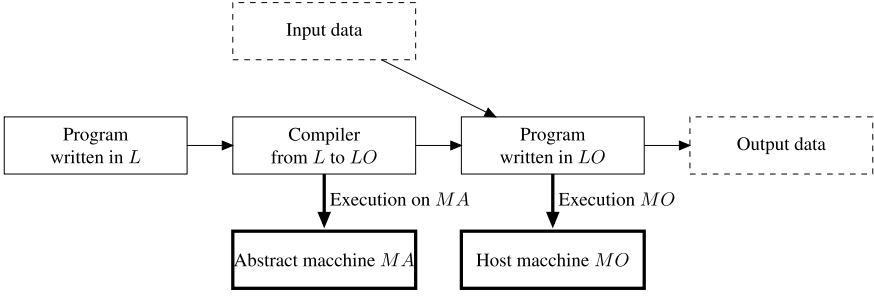 Input data
Program
written in L
Compiler
from L to LO
Program
written in LO
Output data
Execution on MA
Execution MO
Abstract macchine MA
Host macchine MO